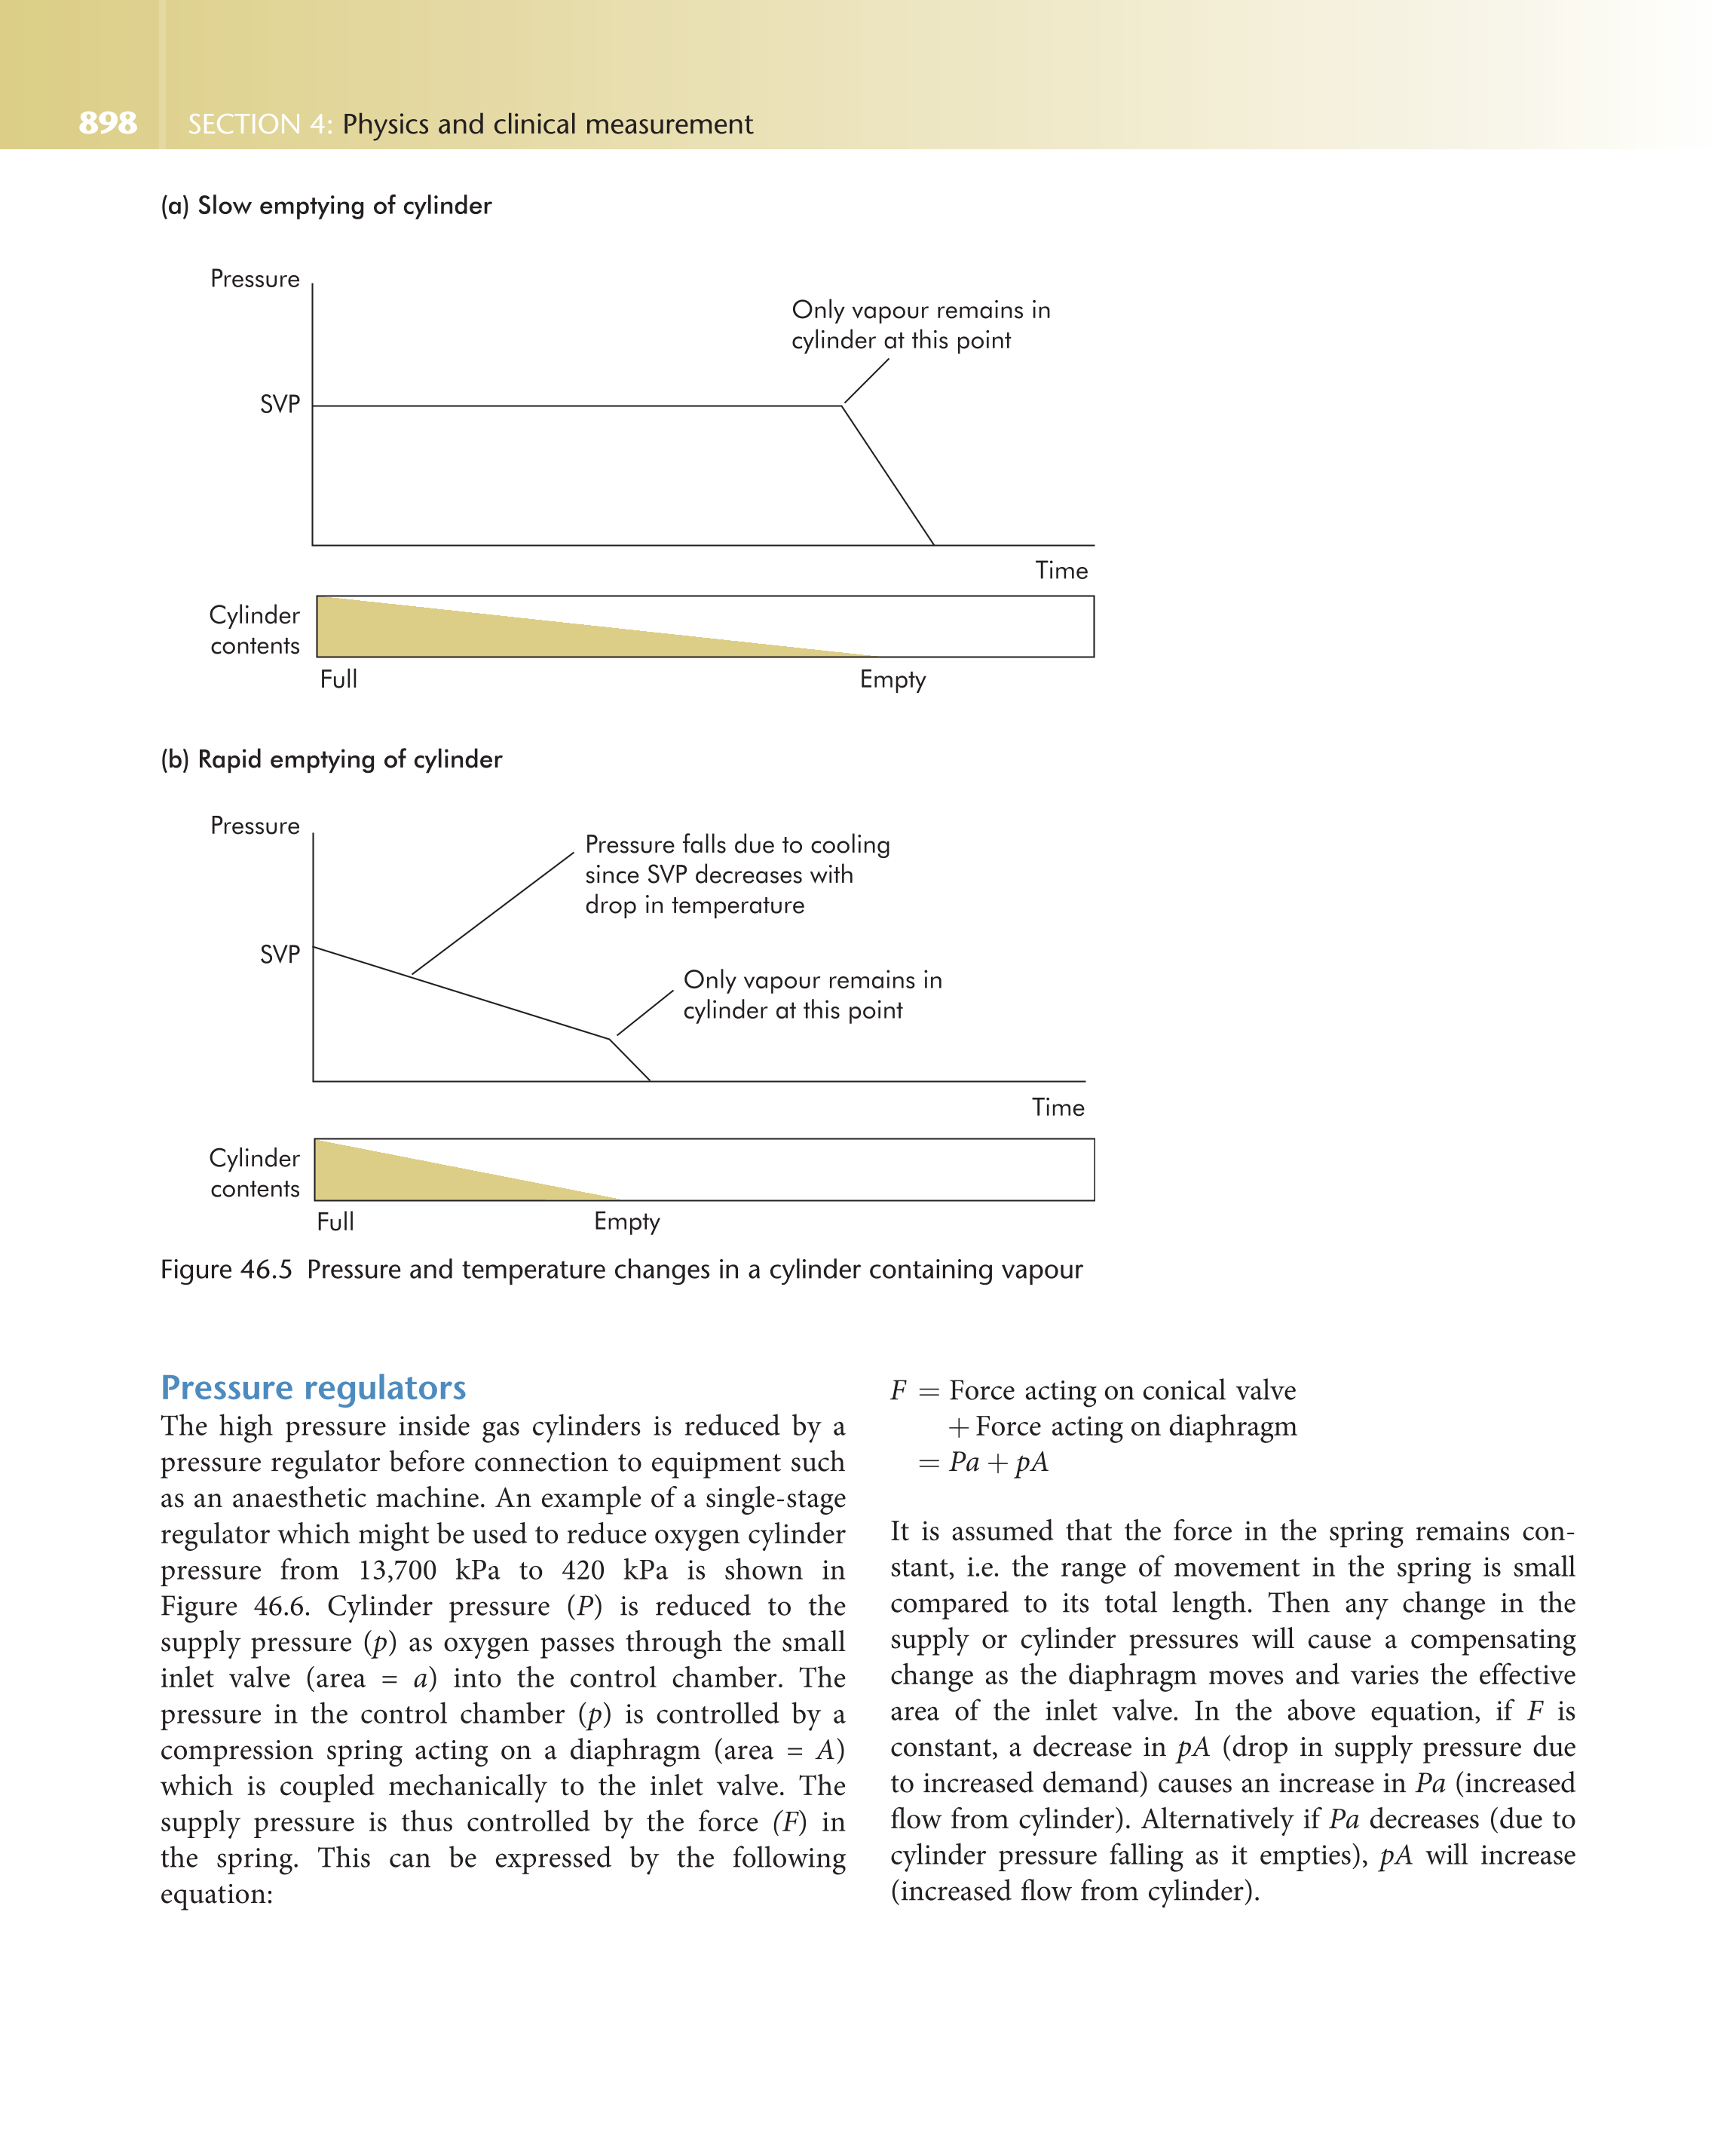 898 SECTION 4: Physics and clinical measurement
(a) Slow emptying of cylinder
Pressure
Only vapour remains in
cylinder at this point
SVP
Time
Cylinder
contents
Full Empty
(b) Rapid emptying of cylinder
Pressure
Pressure falls due to cooling
since SVP decreases with
drop in temperature
SVP
Only vapour remains in
cylinder at this point
Time
Cylinder
contents
Full Empty
Figure 46.5 Pressure and temperature changes in a cylinder containing vapour
Pressure regulators
The high pressure inside gas cylinders is reduced by a
pressure regulator before connection to equipment such
as an anaesthetic machine. An example of a single-stage
regulator which might be used to reduce oxygen cylinder
pressure from 13,700 kPa to 420 kPa is shown in
Figure 46.6. Cylinder pressure (P) is reduced to the
supply pressure (p) as oxygen passes through the small
inlet valve (area = a) into the control chamber. The
pressure in the control chamber (p) is controlled by a
compression spring acting on a diaphragm (area = A)
which is coupled mechanically to the inlet valve. The
supply pressure is thus controlled by the force (F) in
the spring. This can be expressed by the following
equation:
F = Force acting on conical valve
+ Force acting on diaphragm
= Pa + pA
It is assumed that the force in the spring remains con-
stant, i.e. the range of movement in the spring is small
compared to its total length. Then any change in the
supply or cylinder pressures will cause a compensating
change as the diaphragm moves and varies the effective
area of the inlet valve. In the above equation, if F is
constant, a decrease in pA (drop in supply pressure due
to increased demand) causes an increase in Pa (increased
flow from cylinder). Alternatively if Pa decreases (due to
cylinder pressure falling as it empties), pA will increase
(increased flow from cylinder).